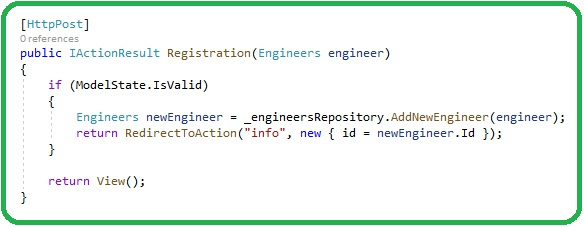 [HttpPost]
0 references
public IActionResult Registration(Engineers engineer)
{
    if (ModelState.IsValid)
    {
        Engineers newEngineer = _engineersRepository.AddNewEngineer(engineer);
        return RedirectToAction("info", new { id = newEngineer.Id });
    }

    return View();
}